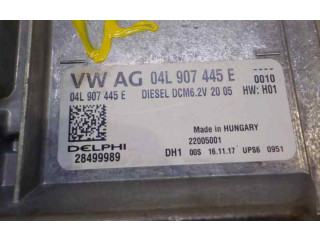 VW AG 04L 907 445 E 0010
04L 907 445 E DIESEL DCM6.2V 20 05 HW: H01
DELPHI
28499989
Made in HUNGARY
22005001
DH1 00S 16.11.17 UPS6 0951